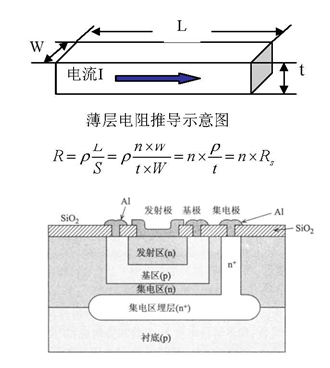 L
W
电流I
t
薄层电阻推导示意图
R = ρ L/S = ρ (n×w)/(t×W) = n × ρ/t = n × Rs
Al 发射极 基极 集电极 Al
SiO2 SiO2
发射区(n)
基区(p)
集电区(n)
n+
集电区埋层(n+)
衬底(p)